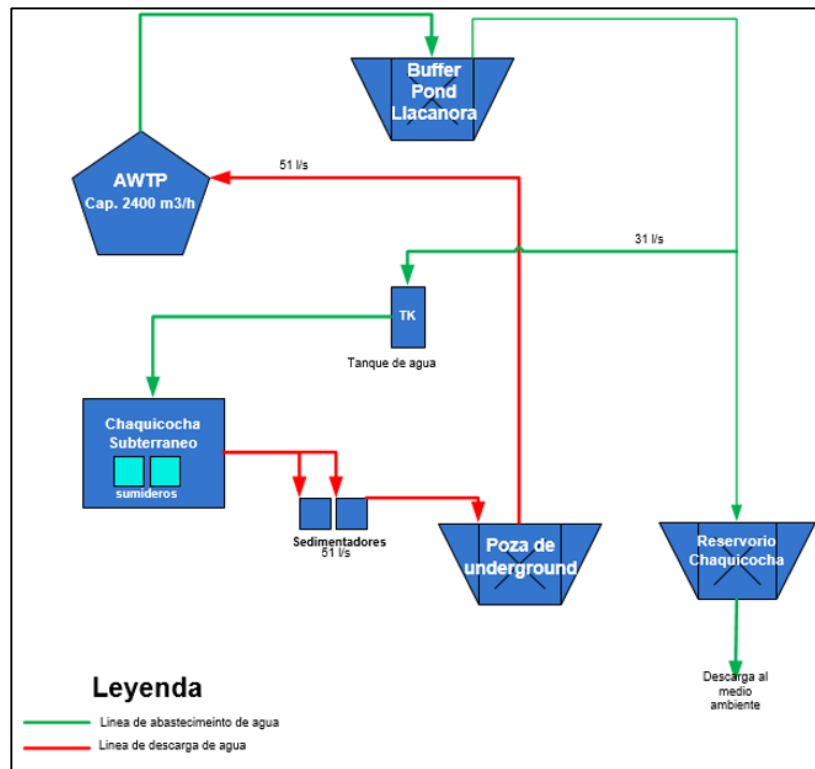 Buffer
Pond
Llacanora
51 l/s
AWTP
Cap. 2400 m3/h
31 l/s
TK
Tanque de agua
Chaquicocha
Subterraneo
sumideros
Sedimentadores
51 l/s
Poza de
underground
Reservorio
Chaquicocha
Descarga al
medio
ambiente
Leyenda
Linea de abastecimeinto de agua
Linea de descarga de agua